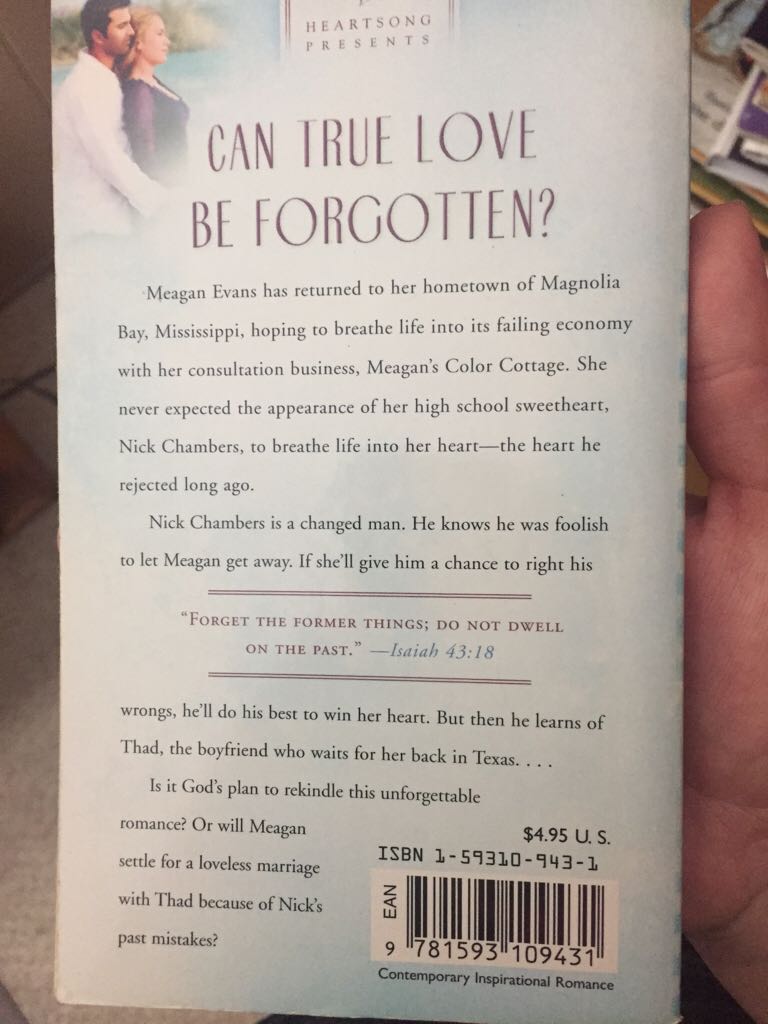 HEARTSONG
PRESENTS
CAN TRUE LOVE
BE FORGOTTEN?
Meagan Evans has returned to her hometown of Magnolia
Bay, Mississippi, hoping to breathe life into its failing economy
with her consultation business, Meagan's Color Cottage. She
never expected the appearance of her high school sweetheart,
Nick Chambers, to breathe life into her heart—the heart he
rejected long ago.
Nick Chambers is a changed man. He knows he was foolish
to let Meagan get away. If she'll give him a chance to right his
"FORGET THE FORMER THINGS; DO NOT DWELL
ON THE PAST." —Isaiah 43:18
wrongs, he'll do his best to win her heart. But then he learns of
Thad, the boyfriend who waits for her back in Texas. . . .
Is it God's plan to rekindle this unforgettable
romance? Or will Meagan
settle for a loveless marriage
with Thad because of Nick's
past mistakes?
$4.95 U. S.
ISBN 1-59310-943-1
EAN
9 781593 109431
Contemporary Inspirational Romance